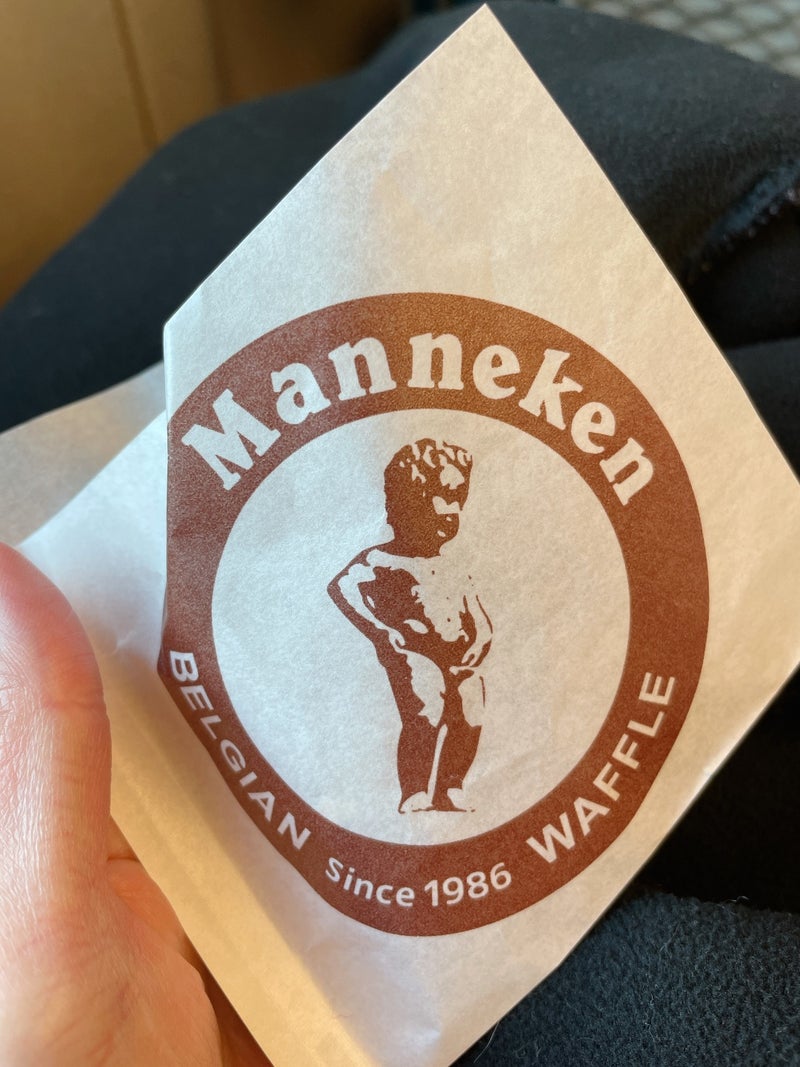 Manneken
BELGIAN
Since 1986
WAFFLE